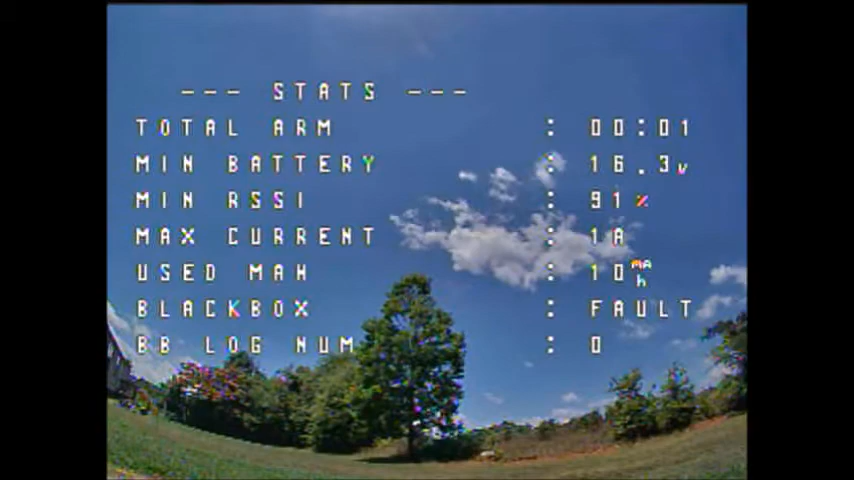 --- STATS ---
TOTAL ARM : 00:01
MIN BATTERY : 16.3V
MIN RSSI : 91%
MAX CURRENT : 1A
USED MAH : 10MAh
BLACKBOX : FAULT
BB LOG NUM : 0